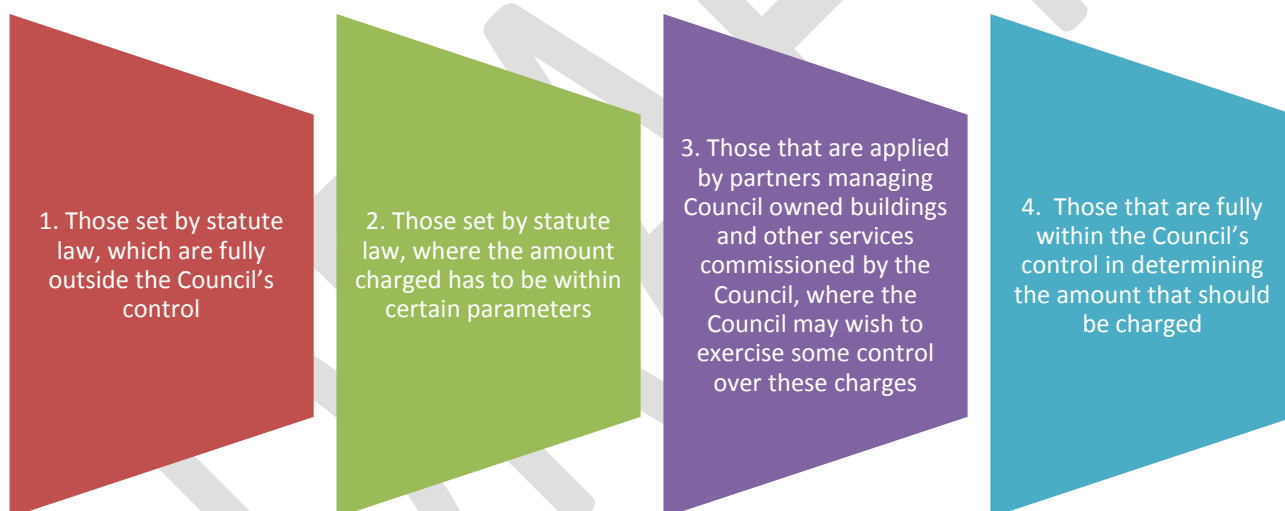 1. Those set by statute
law, which are fully
outside the Council’s
control
2. Those set by statute
law, where the amount
charged has to be within
certain parameters
3. Those that are applied
by partners managing
Council owned buildings
and other services
commissioned by the
Council, where the
Council may wish to
exercise some control
over these charges
4.  Those that are fully
within the Council’s
control in determining
the amount that should
be charged